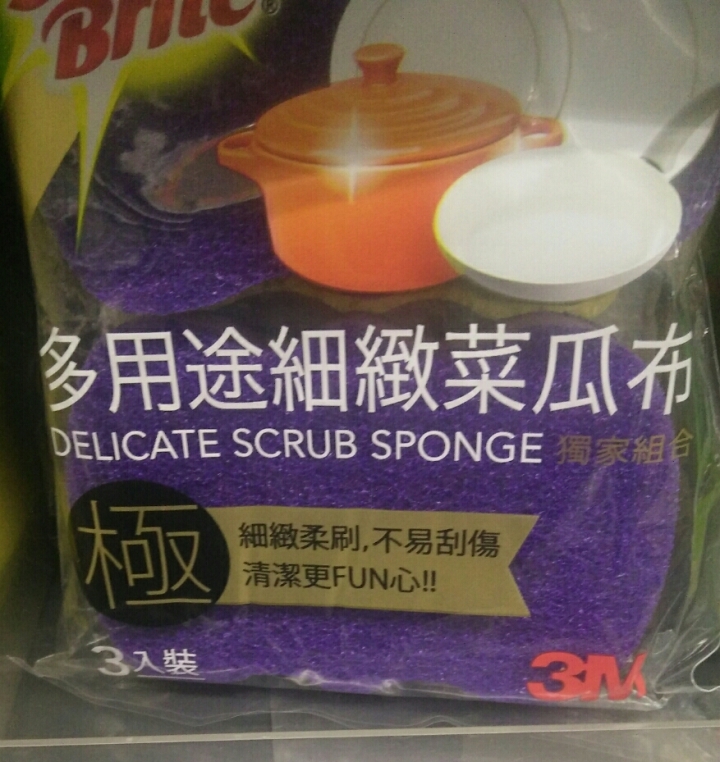 Brite®
多用途細緻菜瓜布
DELICATE SCRUB SPONGE 獨家組合
極
細緻柔刷,不易刮傷
清潔更FUN心!!
3入裝
3M